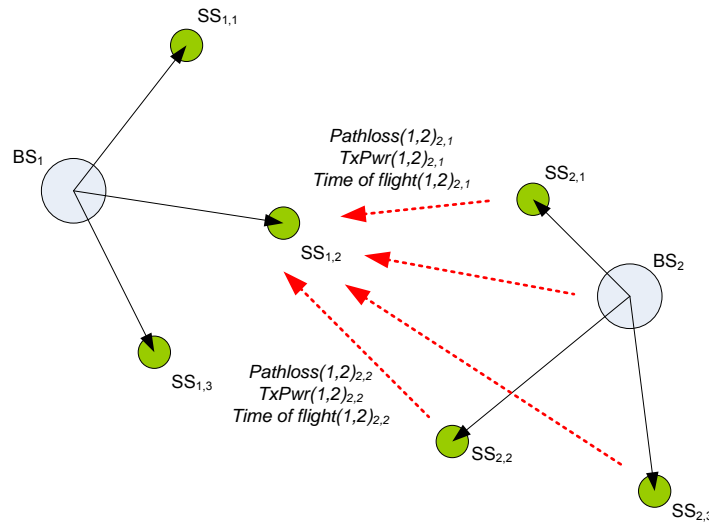 SS1,1
BS1
Pathloss(1,2)2,1
TxPwr(1,2)2,1
Time of flight(1,2)2,1
SS2,1
SS1,2
BS2
SS1,3
Pathloss(1,2)2,2
TxPwr(1,2)2,2
Time of flight(1,2)2,2
SS2,2
SS2,3